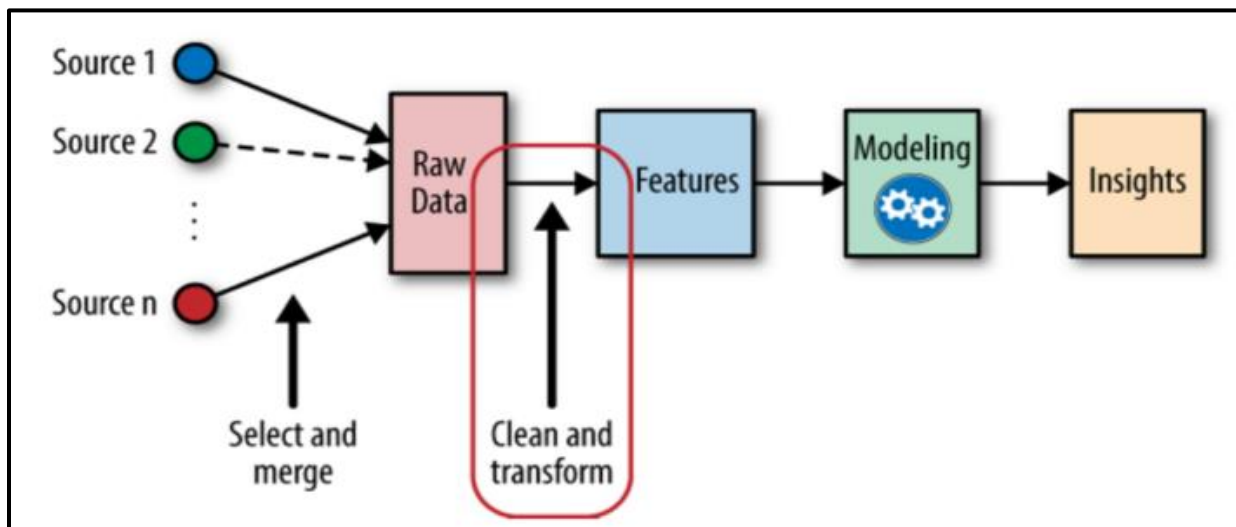 Source 1
Source 2
Source n
Select and
merge
Raw
Data
Clean and
transform
Features
Modeling
Insights